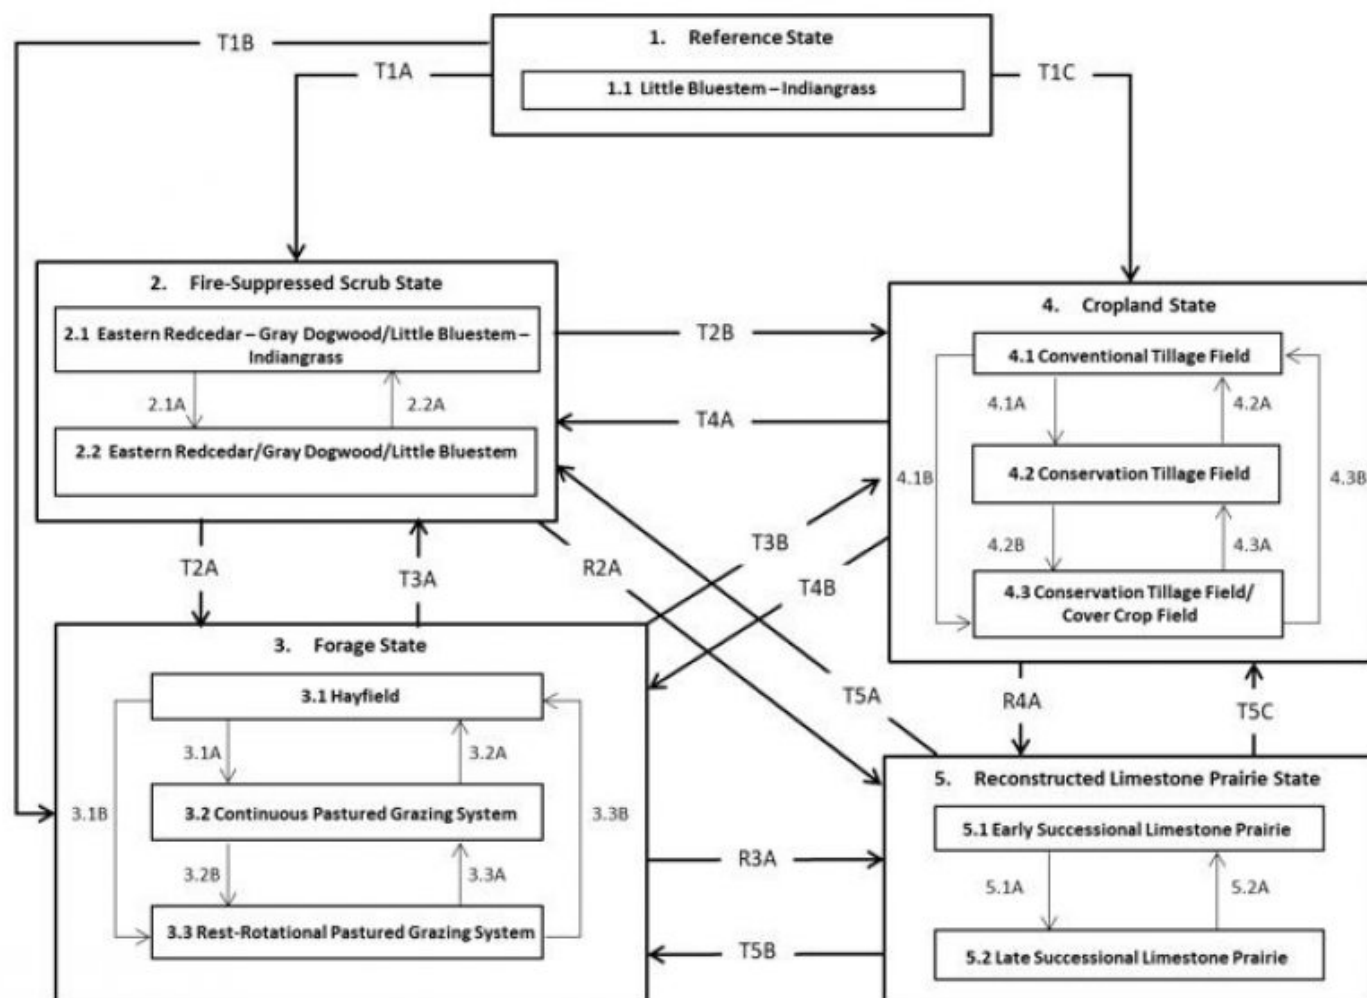 T1B
T1A
1. Reference State
1.1 Little Bluestem – Indiangrass
T1C
2. Fire-Suppressed Scrub State
2.1 Eastern Redcedar – Gray Dogwood/Little Bluestem –
Indiangrass
2.1A
2.2A
2.2 Eastern Redcedar/Gray Dogwood/Little Bluestem
T2B
T4A
4. Cropland State
4.1 Conventional Tillage Field
4.1A
4.2A
4.2 Conservation Tillage Field
4.1B
4.3B
4.2B
4.3A
4.3 Conservation Tillage Field/
Cover Crop Field
T2A
T3A
R2A
T3B
T4B
T5A
R4A
T5C
3. Forage State
3.1 Hayfield
3.1A
3.2A
3.2 Continuous Pastured Grazing System
3.1B
3.3B
3.2B
3.3A
3.3 Rest-Rotational Pastured Grazing System
R3A
T5B
5. Reconstructed Limestone Prairie State
5.1 Early Successional Limestone Prairie
5.1A
5.2A
5.2 Late Successional Limestone Prairie